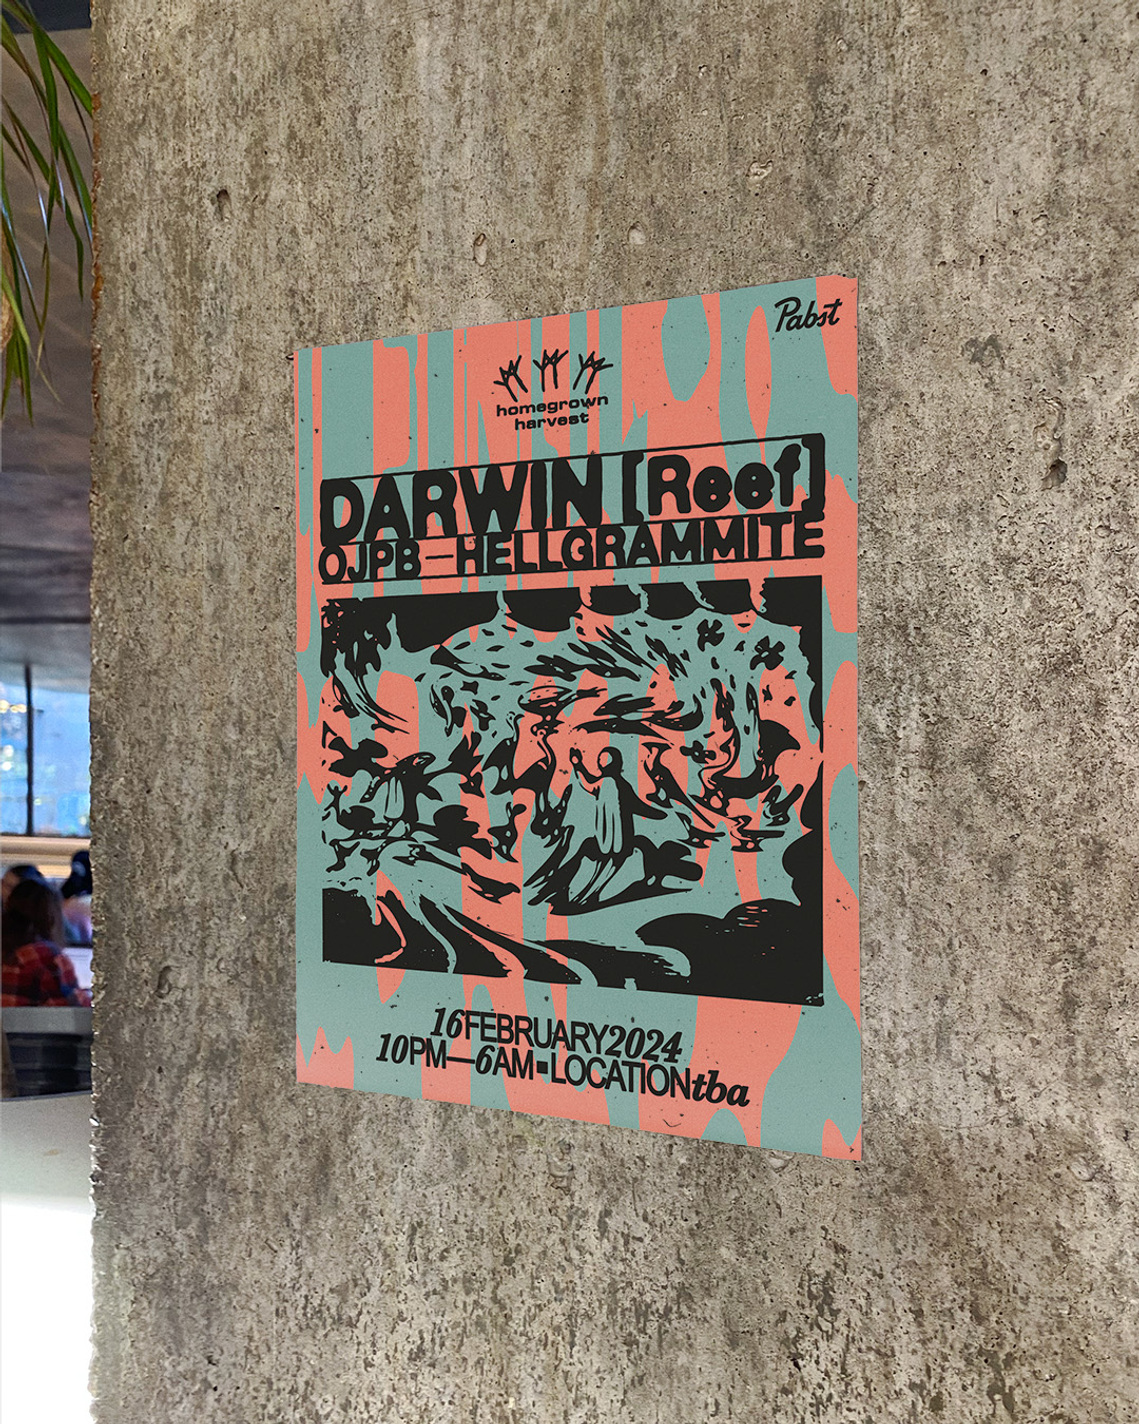 Pabst
homegrown
harvest
DARWIN [Reef]
OJPB—HELLGRAMMITE
16FEBRUARY2024
10PM—6AM▪LOCATIONtba